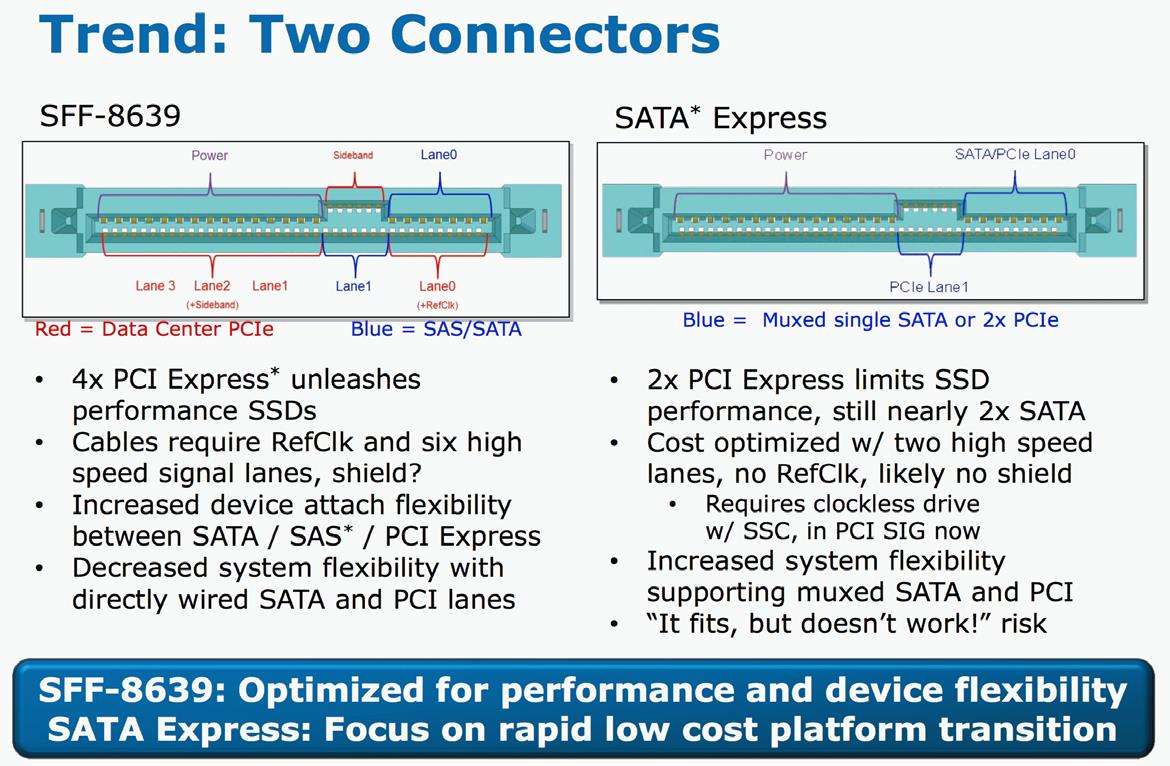 Trend: Two Connectors
SFF-8639
Power
Sideband
Lane0
Lane 3 Lane2 Lane1
(+Sideband)
Lane1
Lane0
(+RefClk)
Red = Data Center PCIe
Blue = SAS/SATA
• 4x PCI Express* unleashes
performance SSDs
• Cables require RefClk and six high
speed signal lanes, shield?
• Increased device attach flexibility
between SATA / SAS* / PCI Express
• Decreased system flexibility with
directly wired SATA and PCI lanes
SATA* Express
Power
SATA/PCIe Lane0
PCIe Lane1
Blue = Muxed single SATA or 2x PCIe
• 2x PCI Express limits SSD
performance, still nearly 2x SATA
• Cost optimized w/ two high speed
lanes, no RefClk, likely no shield
• Requires clockless drive
w/ SSC, in PCI SIG now
• Increased system flexibility
supporting muxed SATA and PCI
• “It fits, but doesn’t work!” risk
SFF-8639: Optimized for performance and device flexibility
SATA Express: Focus on rapid low cost platform transition